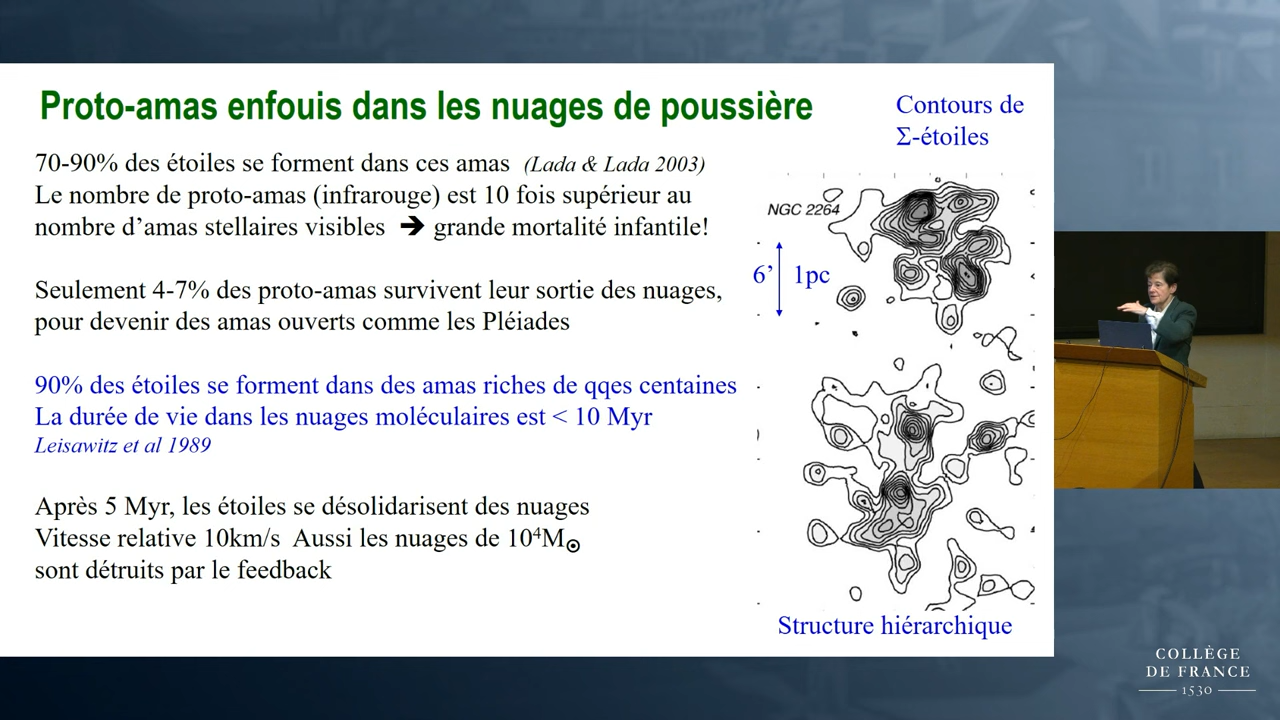 Proto-amas enfouis dans les nuages de poussière
70-90% des étoiles se forment dans ces amas (Lada & Lada 2003)
Le nombre de proto-amas (infrarouge) est 10 fois supérieur au
nombre d'amas stellaires visibles ➔ grande mortalité infantile!
Seulement 4-7% des proto-amas survivent leur sortie des nuages,
pour devenir des amas ouverts comme les Pléiades
90% des étoiles se forment dans des amas riches de qqes centaines
La durée de vie dans les nuages moléculaires est < 10 Myr
Leisawitz et al 1989
Après 5 Myr, les étoiles se désolidarisent des nuages
Vitesse relative 10km/s Aussi les nuages de 10⁴M☉
sont détruits par le feedback
Contours de
Σ-étoiles
NGC 2264
6' 1pc
Structure hiérarchique
COLLÈGE
DE FRANCE
1530